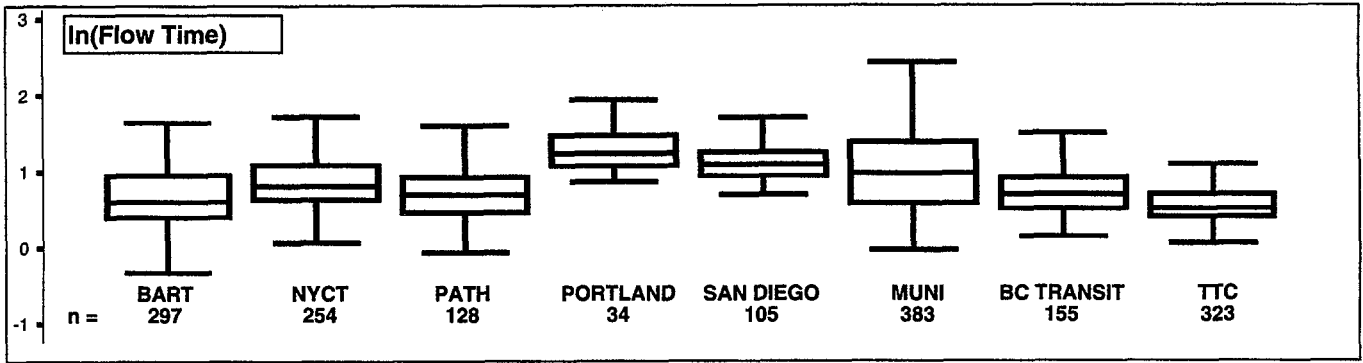 3
ln(Flow Time)
2
1
0
BART NYCT PATH PORTLAND SAN DIEGO MUNI BC TRANSIT TTC
n = 297 254 128 34 105 383 155 323
-1